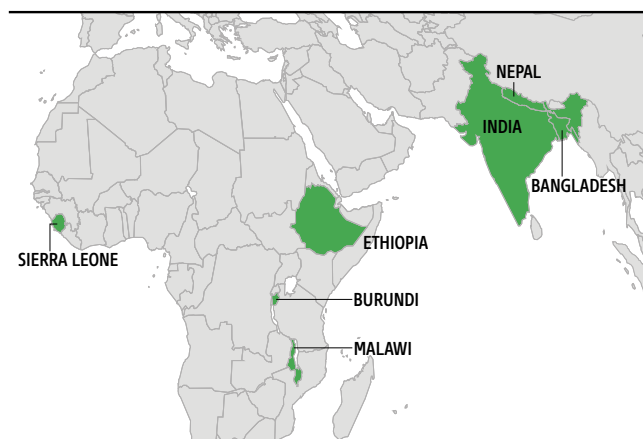 NEPAL
INDIA
BANGLADESH
ETHIOPIA
SIERRA LEONE
BURUNDI
MALAWI